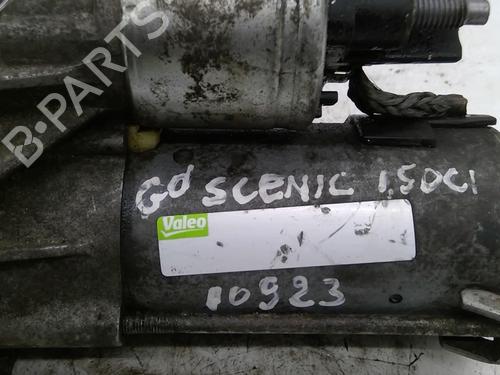 B-PARTS
Gd SCENIC 1.5DCI
Valeo
10923